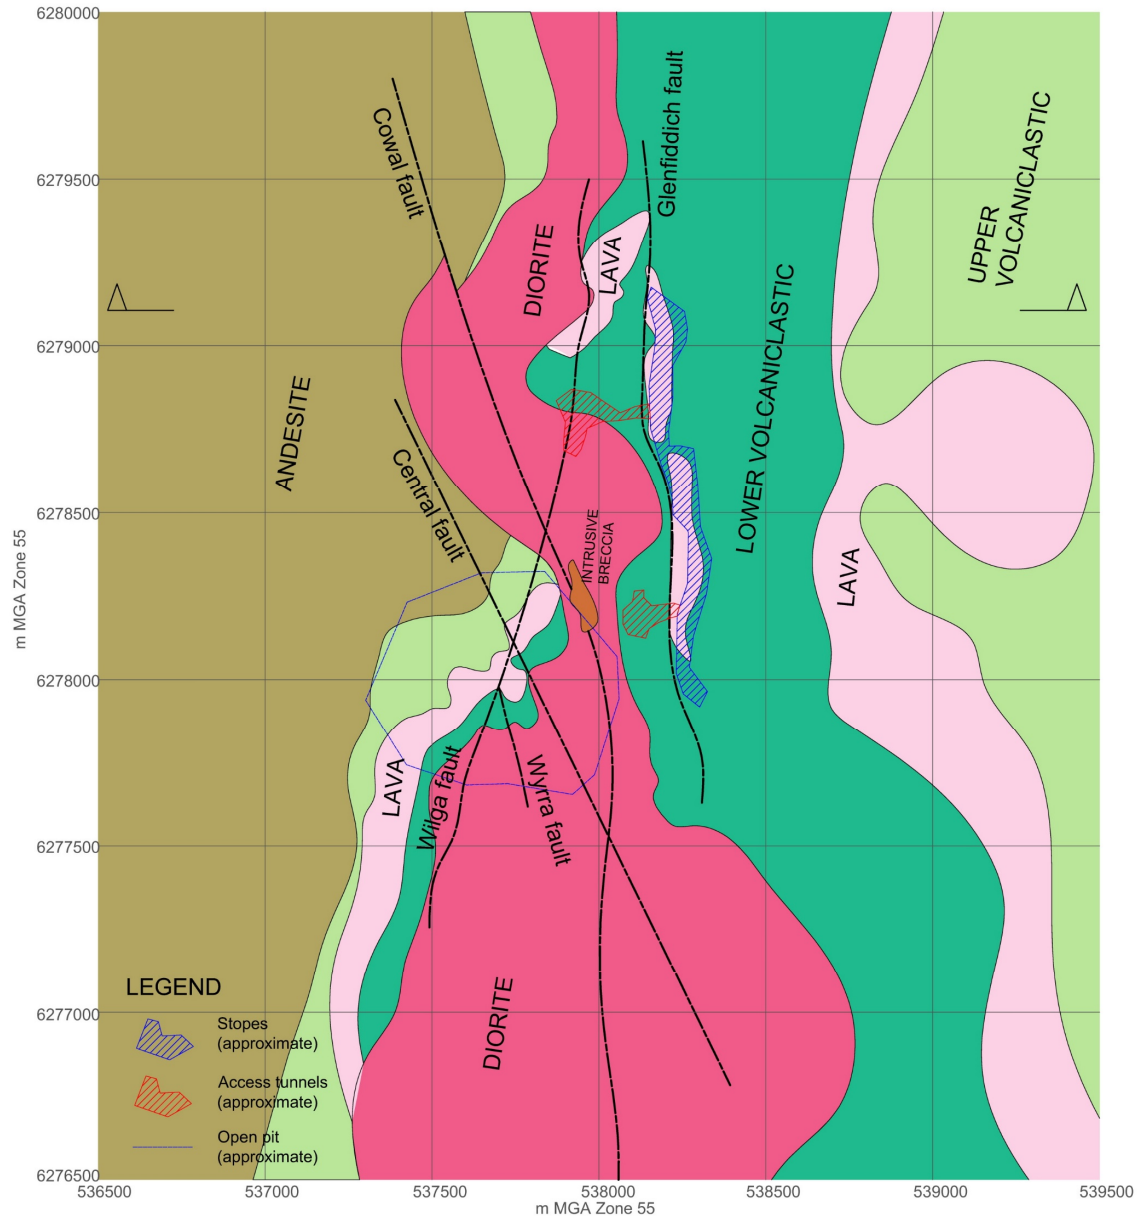 6280000
6279500
6279000
6278500
6278000
6277500
6277000
6276500
m MGA Zone 55
536500
537000
537500
538000
538500
539000
539500
m MGA Zone 55
Cowal fault
Glenfiddich fault
UPPER
VOLCANICLASTIC
DIORITE
LAVA
LOWER VOLCANICLASTIC
ANDESITE
Central fault
INTRUSIVE
BRECCIA
LAVA
LAVA
Wilga fault
Wyrra fault
DIORITE
LEGEND
Stopes
(approximate)
Access tunnels
(approximate)
Open pit
(approximate)